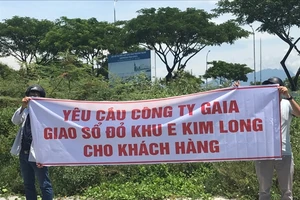 YÊU CẦU CÔNG TY GAIA
GIAO SỔ ĐỎ KHU E KIM LONG
CHO KHÁCH HÀNG